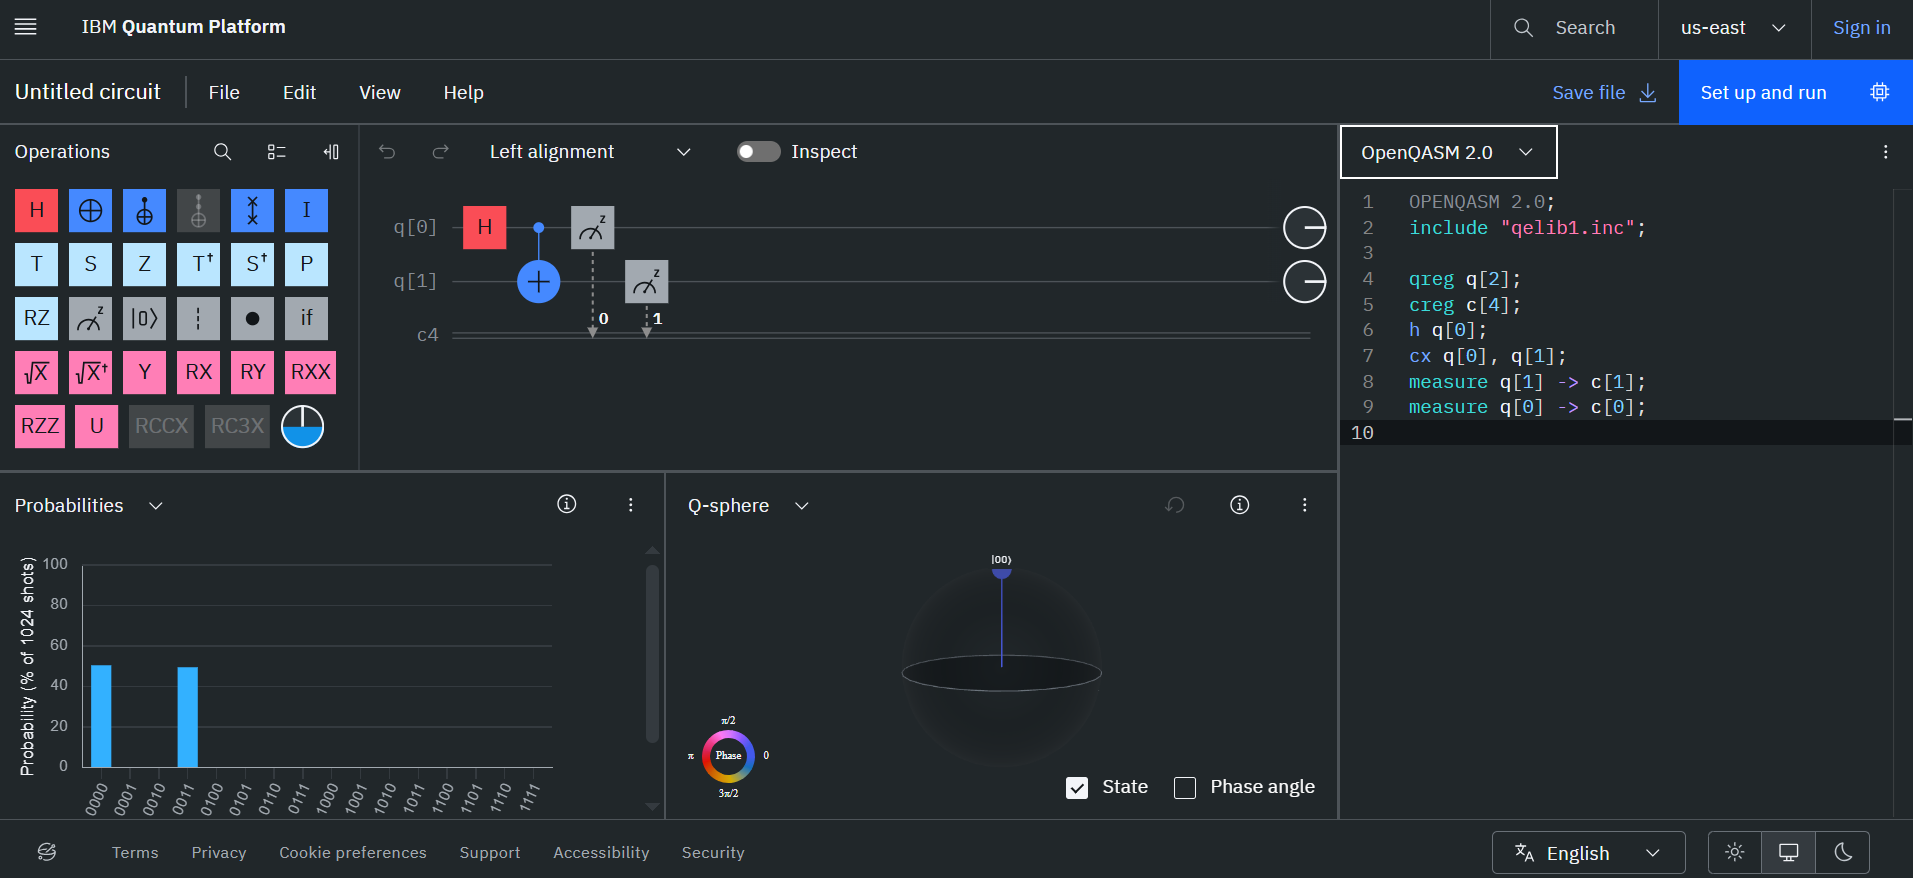 IBM Quantum Platform
Search
us-east
Sign in
Untitled circuit
File
Edit
View
Help
Save file
Set up and run
Operations
Left alignment
Inspect
H
I
T
S
Z
T†
S†
P
RZ
z
|0⟩
if
√X
√X†
Y
RX
RY
RXX
RZZ
U
RCCX
RC3X
q[0]
H
z
q[1]
z
0
1
c4
OpenQASM 2.0
1 OPENQASM 2.0;
2 include "qelib1.inc";
3
4 qreg q[2];
5 creg c[4];
6 h q[0];
7 cx q[0], q[1];
8 measure q[1] -> c[1];
9 measure q[0] -> c[0];
10
Probabilities
Probability (% of 1024 shots)
100
80
60
40
20
0
0000
0001
0010
0011
0100
0101
0110
0111
1000
1001
1010
1011
1100
1101
1110
1111
Q-sphere
|00⟩
π/2
π
Phase
0
3π/2
State
Phase angle
Terms
Privacy
Cookie preferences
Support
Accessibility
Security
English